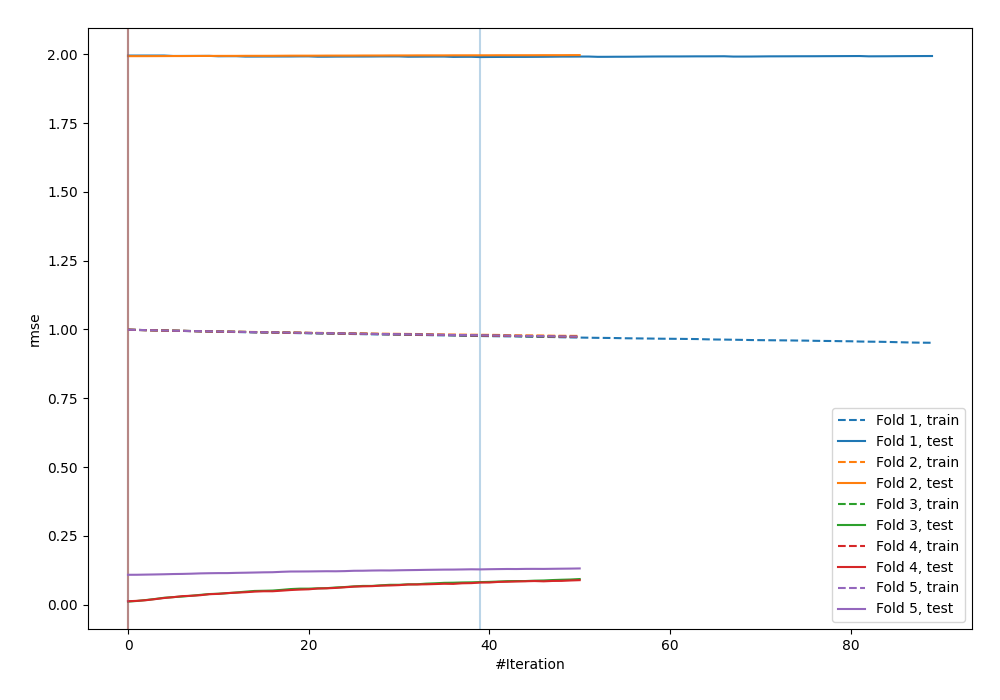 2.00
1.75
1.50
1.25
1.00
0.75
0.50
0.25
0.00
rmse
0
20
40
60
80
#Iteration
Fold 1, train
Fold 1, test
Fold 2, train
Fold 2, test
Fold 3, train
Fold 3, test
Fold 4, train
Fold 4, test
Fold 5, train
Fold 5, test